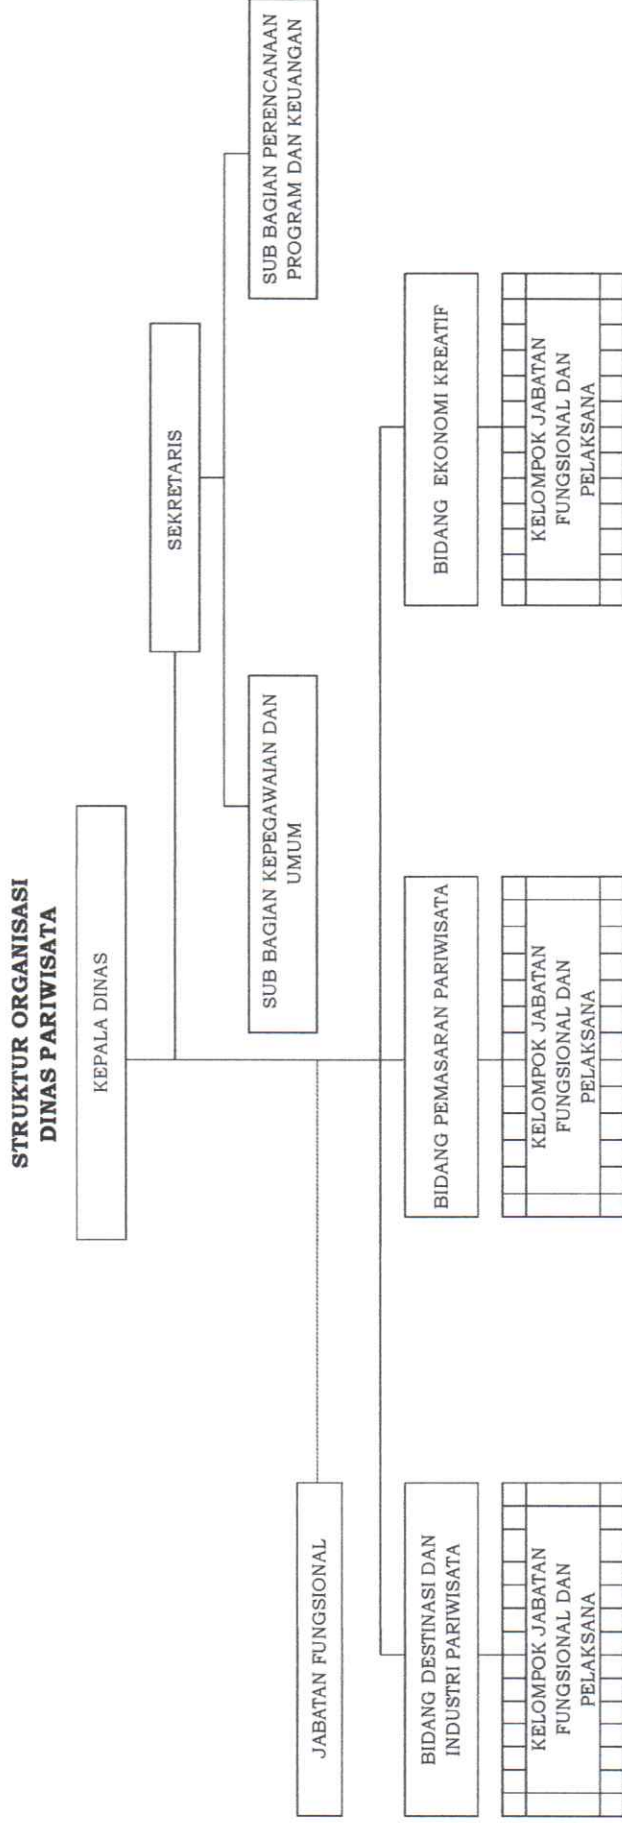 STRUKTUR ORGANISASI
DINAS PARIWISATA
KEPALA DINAS
SEKRETARIS
SUB BAGIAN KEPEGAWAIAN DAN
UMUM
SUB BAGIAN PERENCANAAN
PROGRAM DAN KEUANGAN
JABATAN FUNGSIONAL
BIDANG DESTINASI DAN
INDUSTRI PARIWISATA
BIDANG PEMASARAN PARIWISATA
BIDANG EKONOMI KREATIF
KELOMPOK JABATAN
FUNGSIONAL DAN
PELAKSANA
KELOMPOK JABATAN
FUNGSIONAL DAN
PELAKSANA
KELOMPOK JABATAN
FUNGSIONAL DAN
PELAKSANA